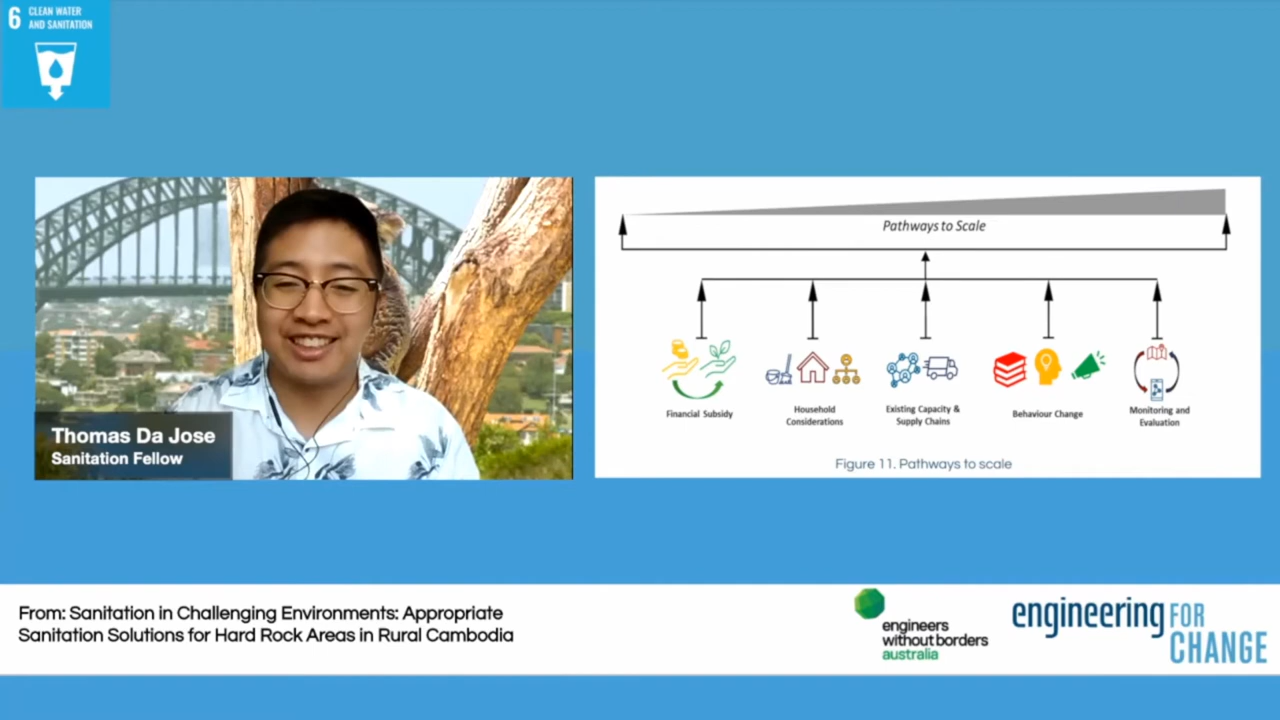 6 CLEAN WATER
AND SANITATION
Thomas Da Jose
Sanitation Fellow
Pathways to Scale
Financial Subsidy
Household
Considerations
Existing Capacity &
Supply Chains
Behaviour Change
Monitoring and
Evaluation
Figure 11. Pathways to scale
From: Sanitation in Challenging Environments: Appropriate
Sanitation Solutions for Hard Rock Areas in Rural Cambodia
engineers
without borders
australia
engineering FOR
CHANGE